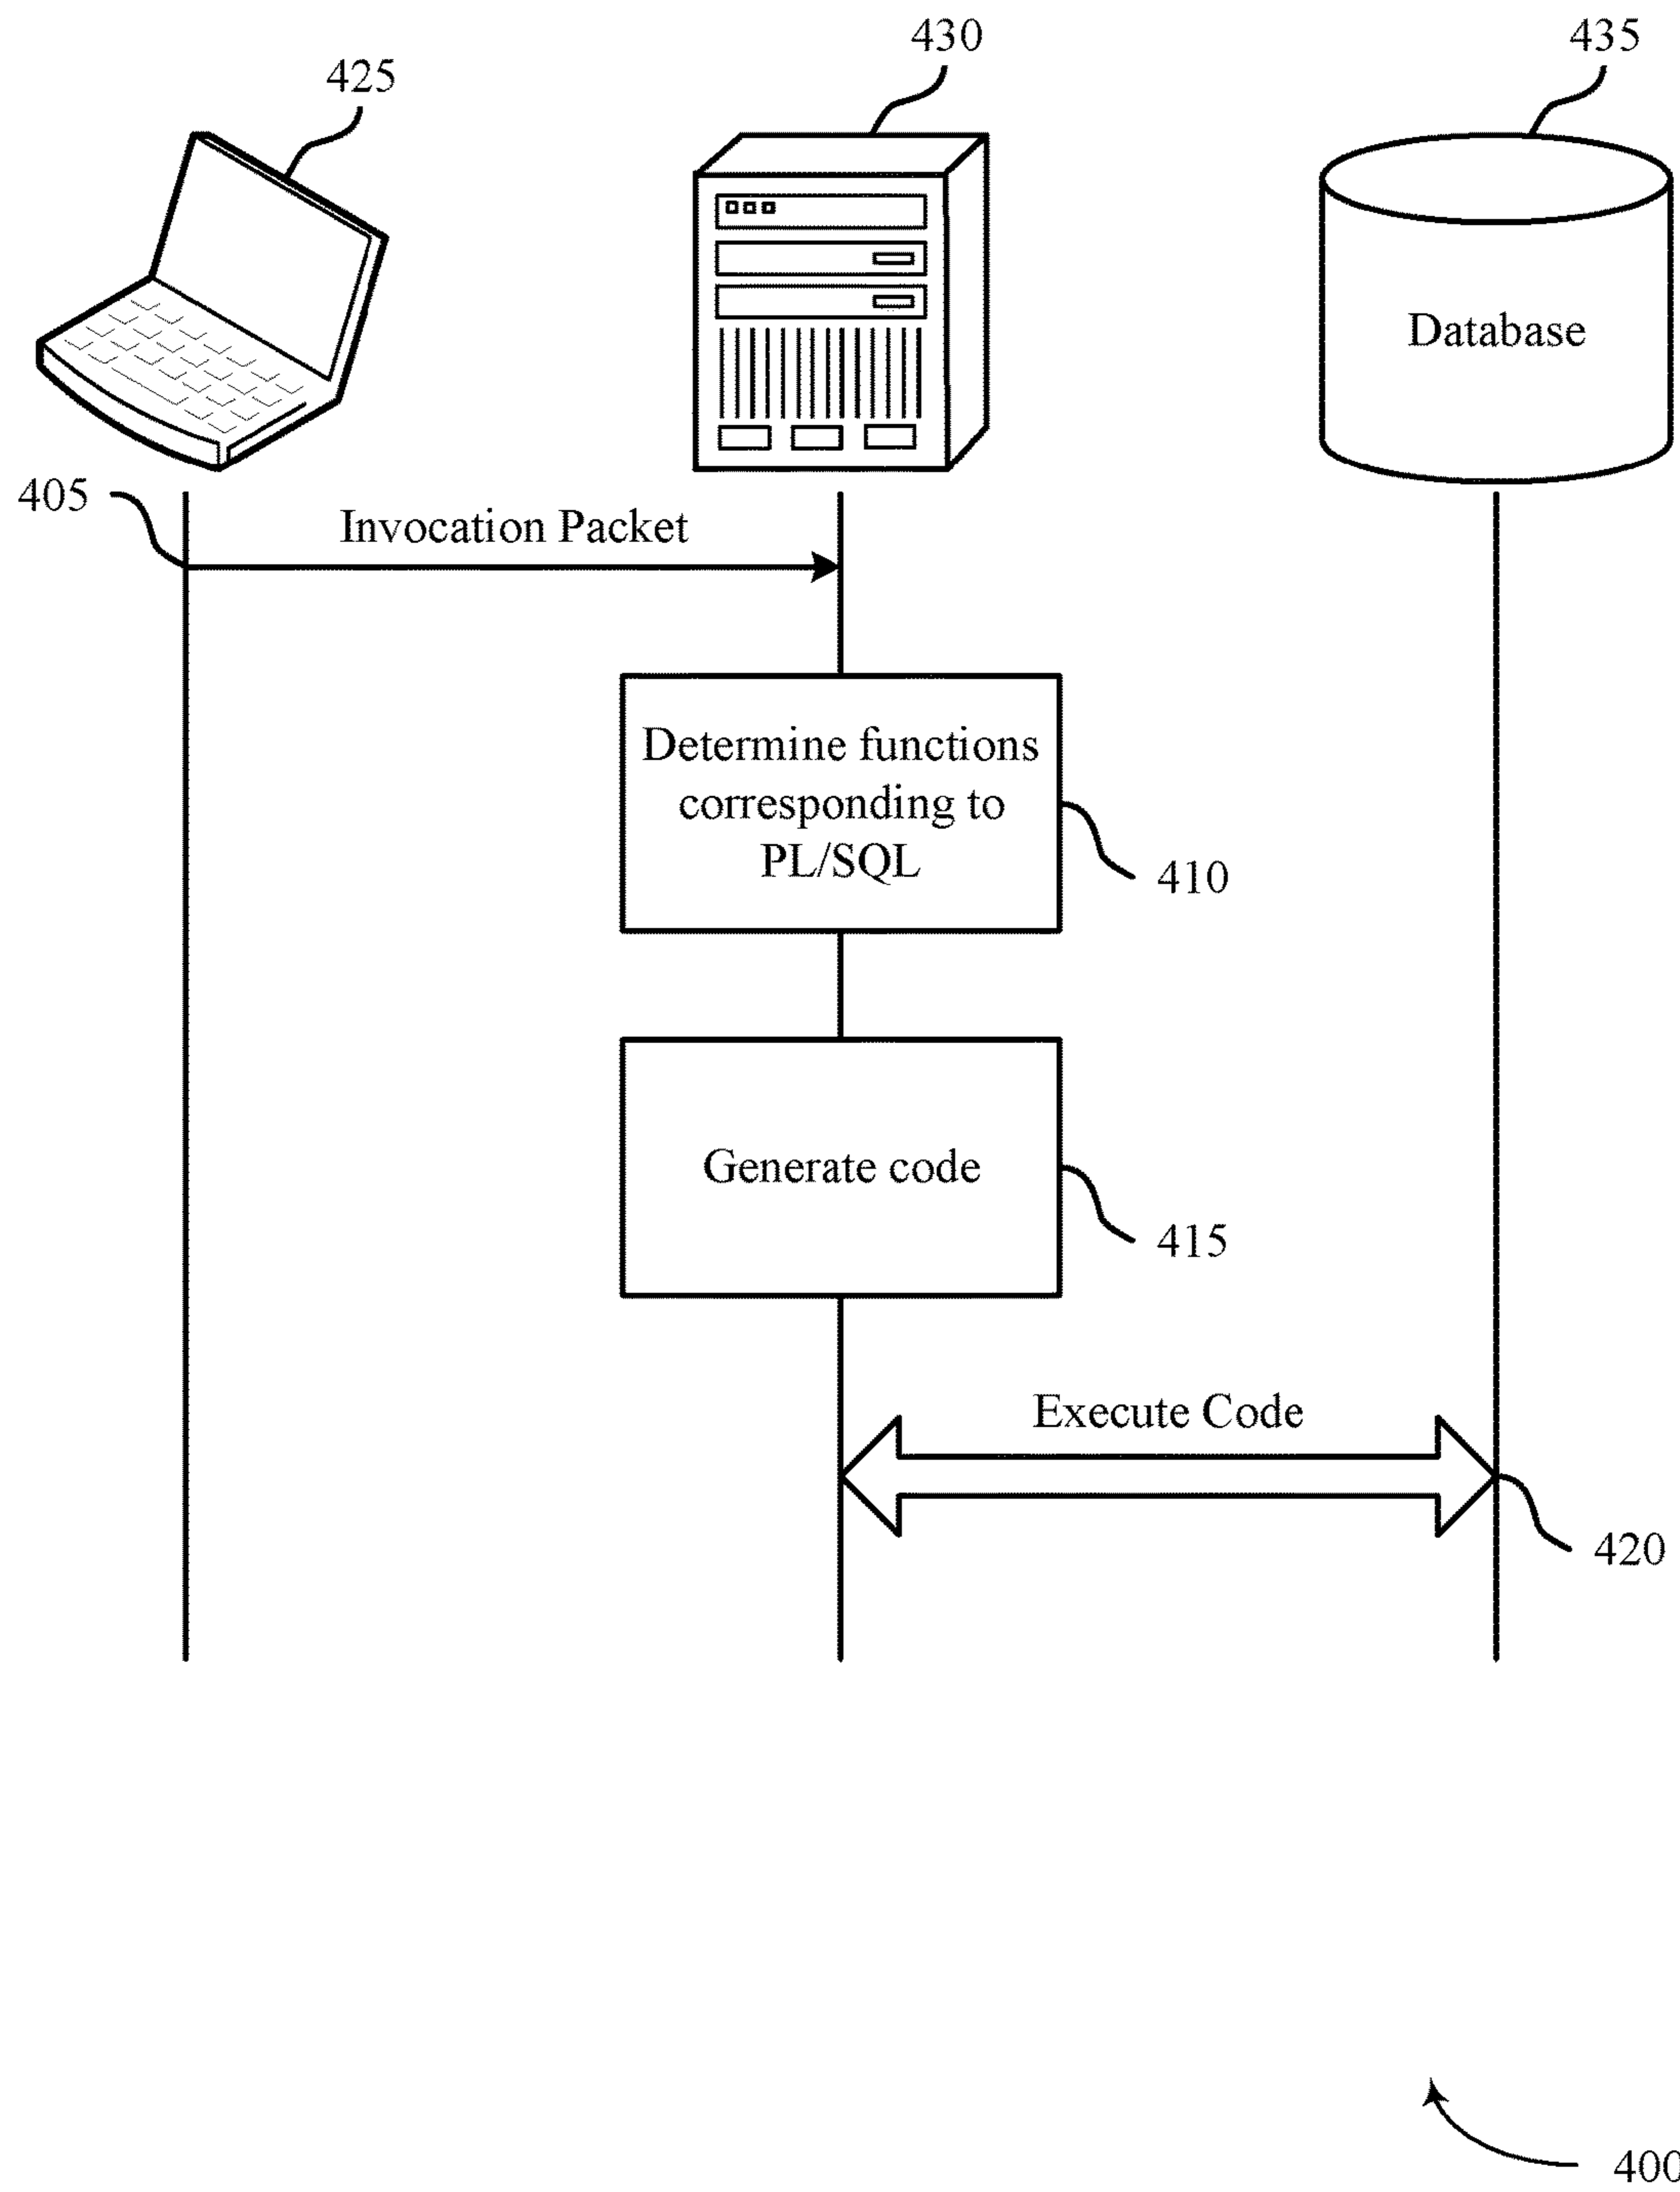 430
435
425
Database
405
Invocation Packet
Determine functions
corresponding to
PL/SQL
410
Generate code
415
Execute Code
420
400